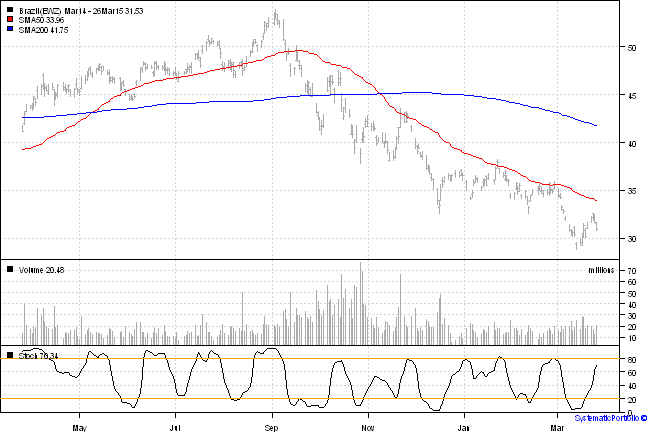 Brazil(EWZ) Mar14 - 26Mar15 31.53
SMA50 33.96
SMA200 41.75
50
45
40
35
30
Volume 20.48
millions
70
60
50
40
30
20
10
Stoch 70.34
80
60
40
20
0
May
Jul
Sep
Nov
Jan
Mar
SystematicPortfolio ©